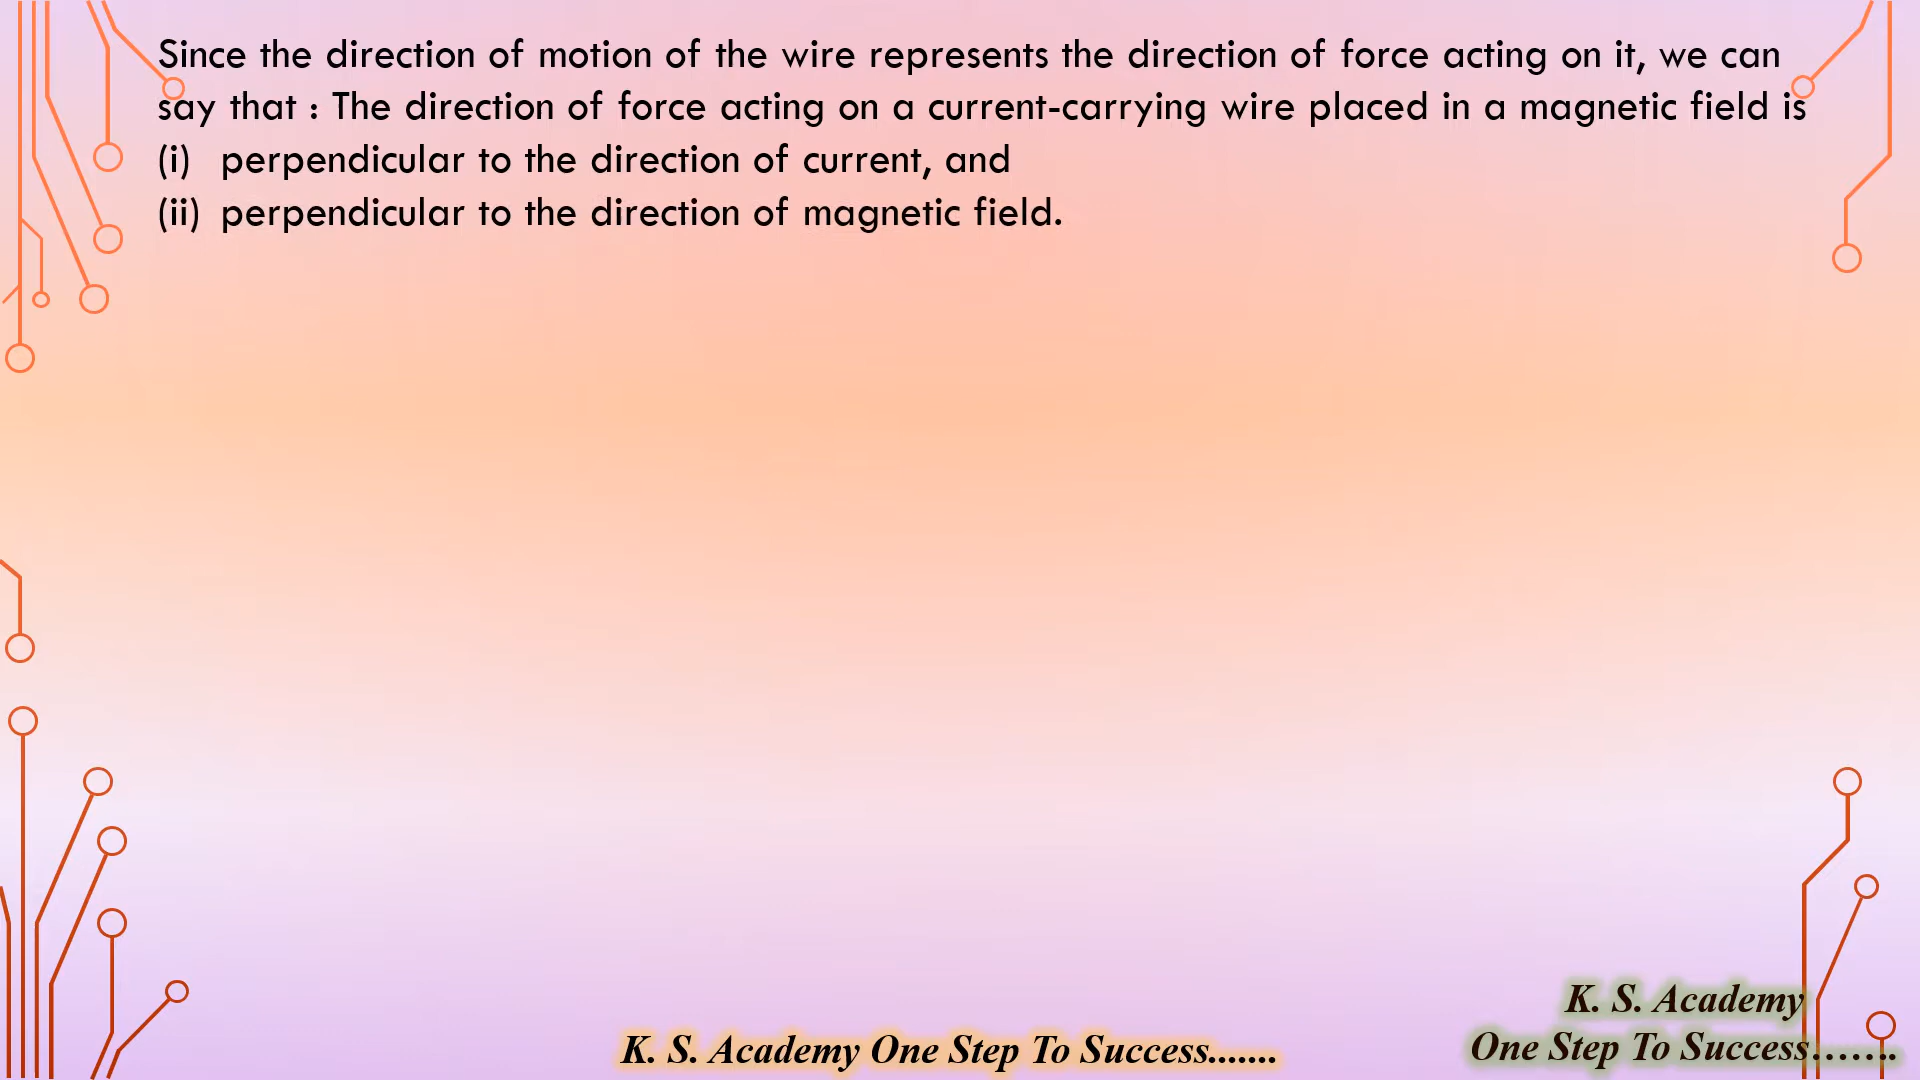 Since the direction of motion of the wire represents the direction of force acting on it, we can
say that : The direction of force acting on a current-carrying wire placed in a magnetic field is
(i) perpendicular to the direction of current, and
(ii) perpendicular to the direction of magnetic field.
K. S. Academy
One Step To Success…….
K. S. Academy One Step To Success.......